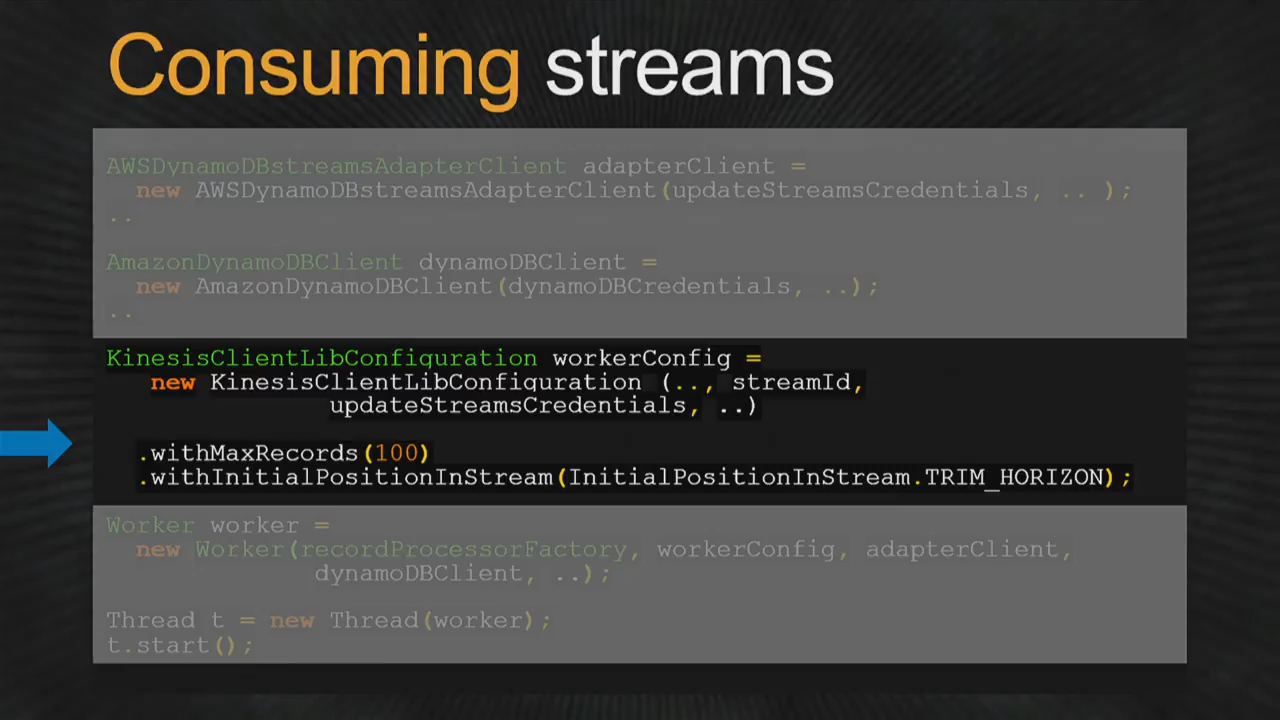 Consuming streams
AWSDynamoDBstreamsAdapterClient adapterClient =
new AWSDynamoDBstreamsAdapterClient(updateStreamsCredentials, .. );
..
AmazonDynamoDBClient dynamoDBClient =
new AmazonDynamoDBClient(dynamoDBCredentials, ..);
..
KinesisClientLibConfiguration workerConfig =
new KinesisClientLibConfiguration (.., streamId,
updateStreamsCredentials, ..)
.withMaxRecords(100)
.withInitialPositionInStream(InitialPositionInStream.TRIM_HORIZON);
Worker worker =
new Worker(recordProcessorFactory, workerConfig, adapterClient,
dynamoDBClient, ..);
Thread t = new Thread(worker);
t.start();